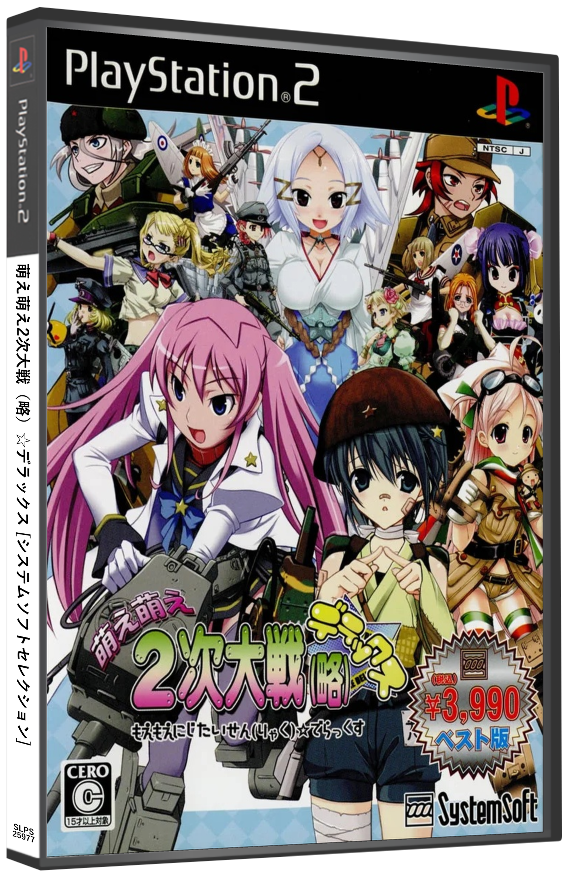 PlayStation®2
NTSC J
PlayStation®2
萌え萌え2次大戦（略）☆デラックス [システムソフトセレクション]
SLPS
25977
萌え萌え
2次大戦(略)
デラックス
もえもえにじたいせん(りゃく)☆でらっくす
¥3,990
ベスト版
CERO
C
15才以上対象
SystemSoft